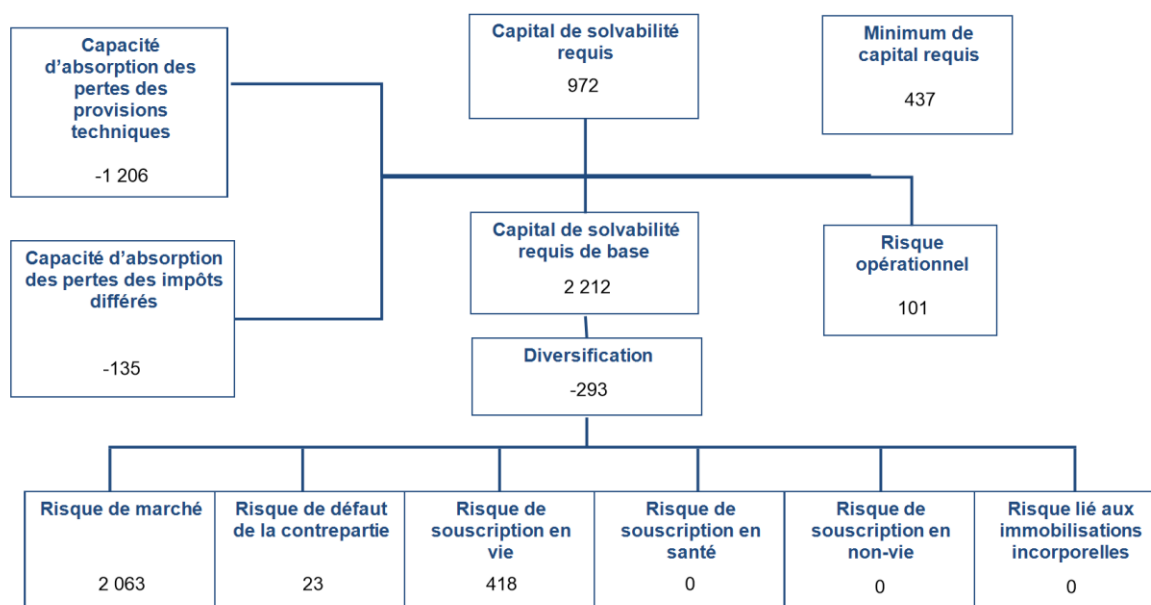 Capacité
d’absorption des
pertes des
provisions
techniques
-1 206
Capital de solvabilité
requis
972
Minimum de
capital requis
437
Capacité d’absorption
des pertes des impôts
différés
-135
Capital de solvabilité
requis de base
2 212
Risque
opérationnel
101
Diversification
-293
Risque de marché
2 063
Risque de défaut
de la contrepartie
23
Risque de
souscription en
vie
418
Risque de
souscription en
santé
0
Risque de
souscription en
non-vie
0
Risque lié aux
immobilisations
incorporelles
0